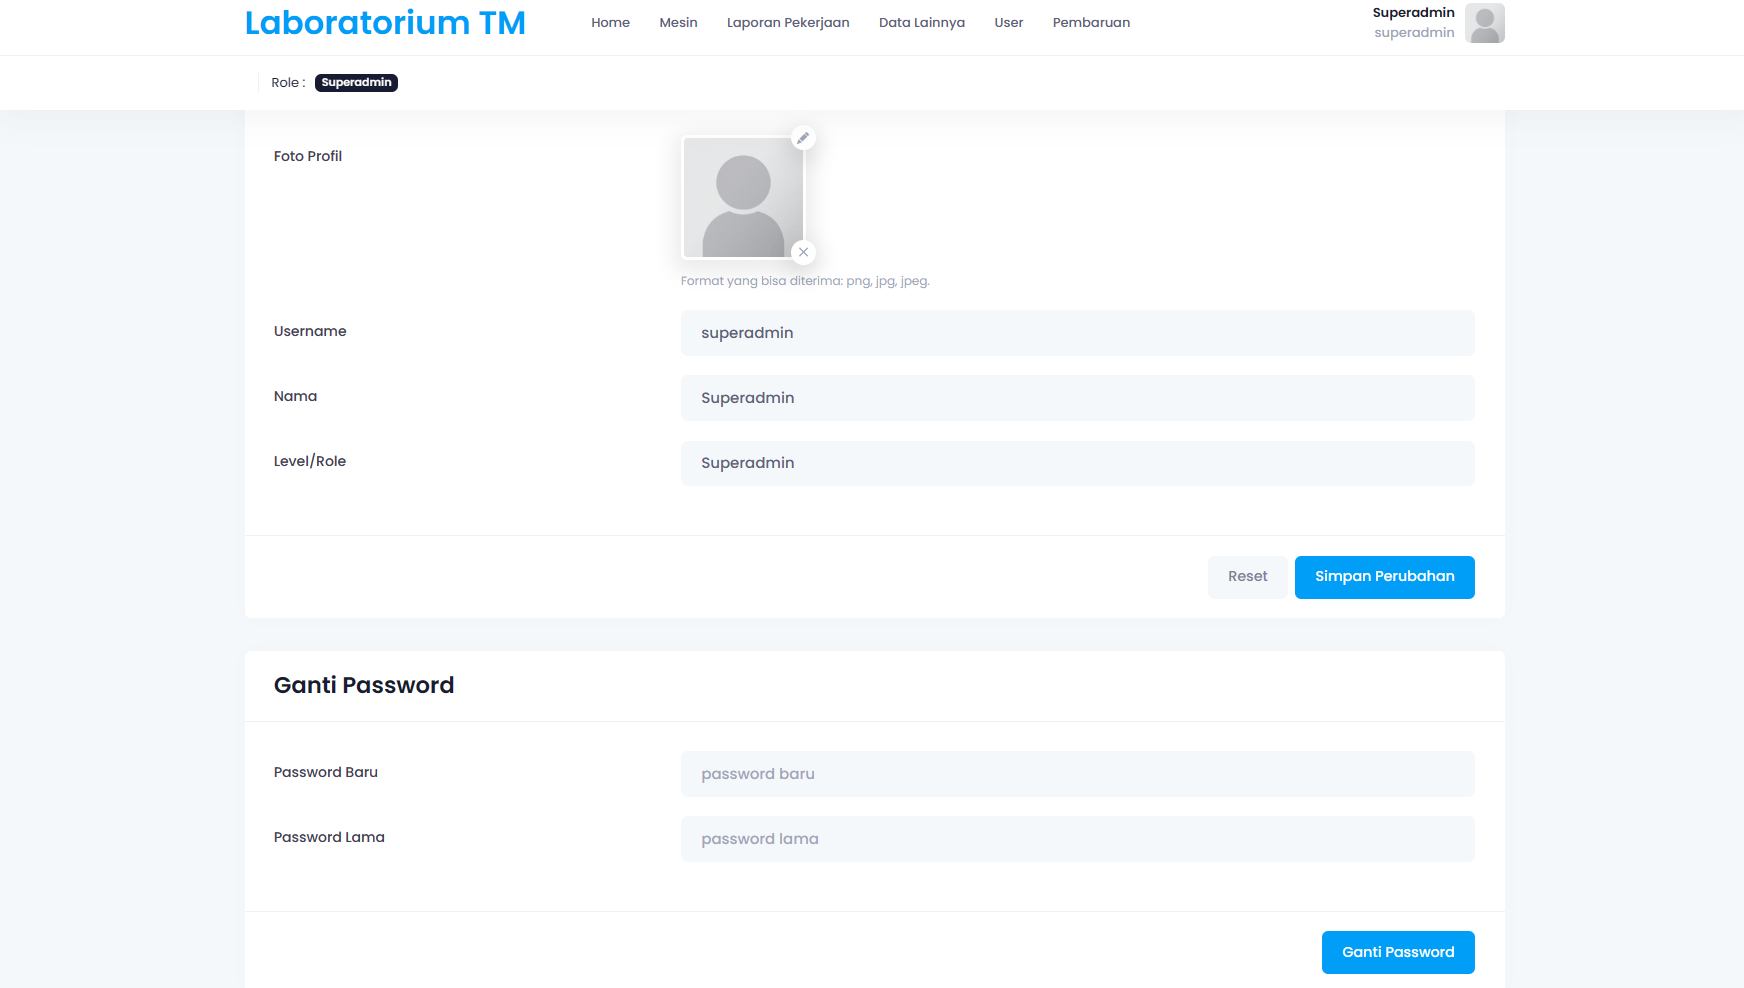 Laboratorium TM
Home
Mesin
Laporan Pekerjaan
Data Lainnya
User
Pembaruan
Superadmin
superadmin
Role :
Superadmin
Foto Profil
Format yang bisa diterima: png, jpg, jpeg.
Username
superadmin
Nama
Superadmin
Level/Role
Superadmin
Reset
Simpan Perubahan
Ganti Password
Password Baru
password baru
Password Lama
password lama
Ganti Password